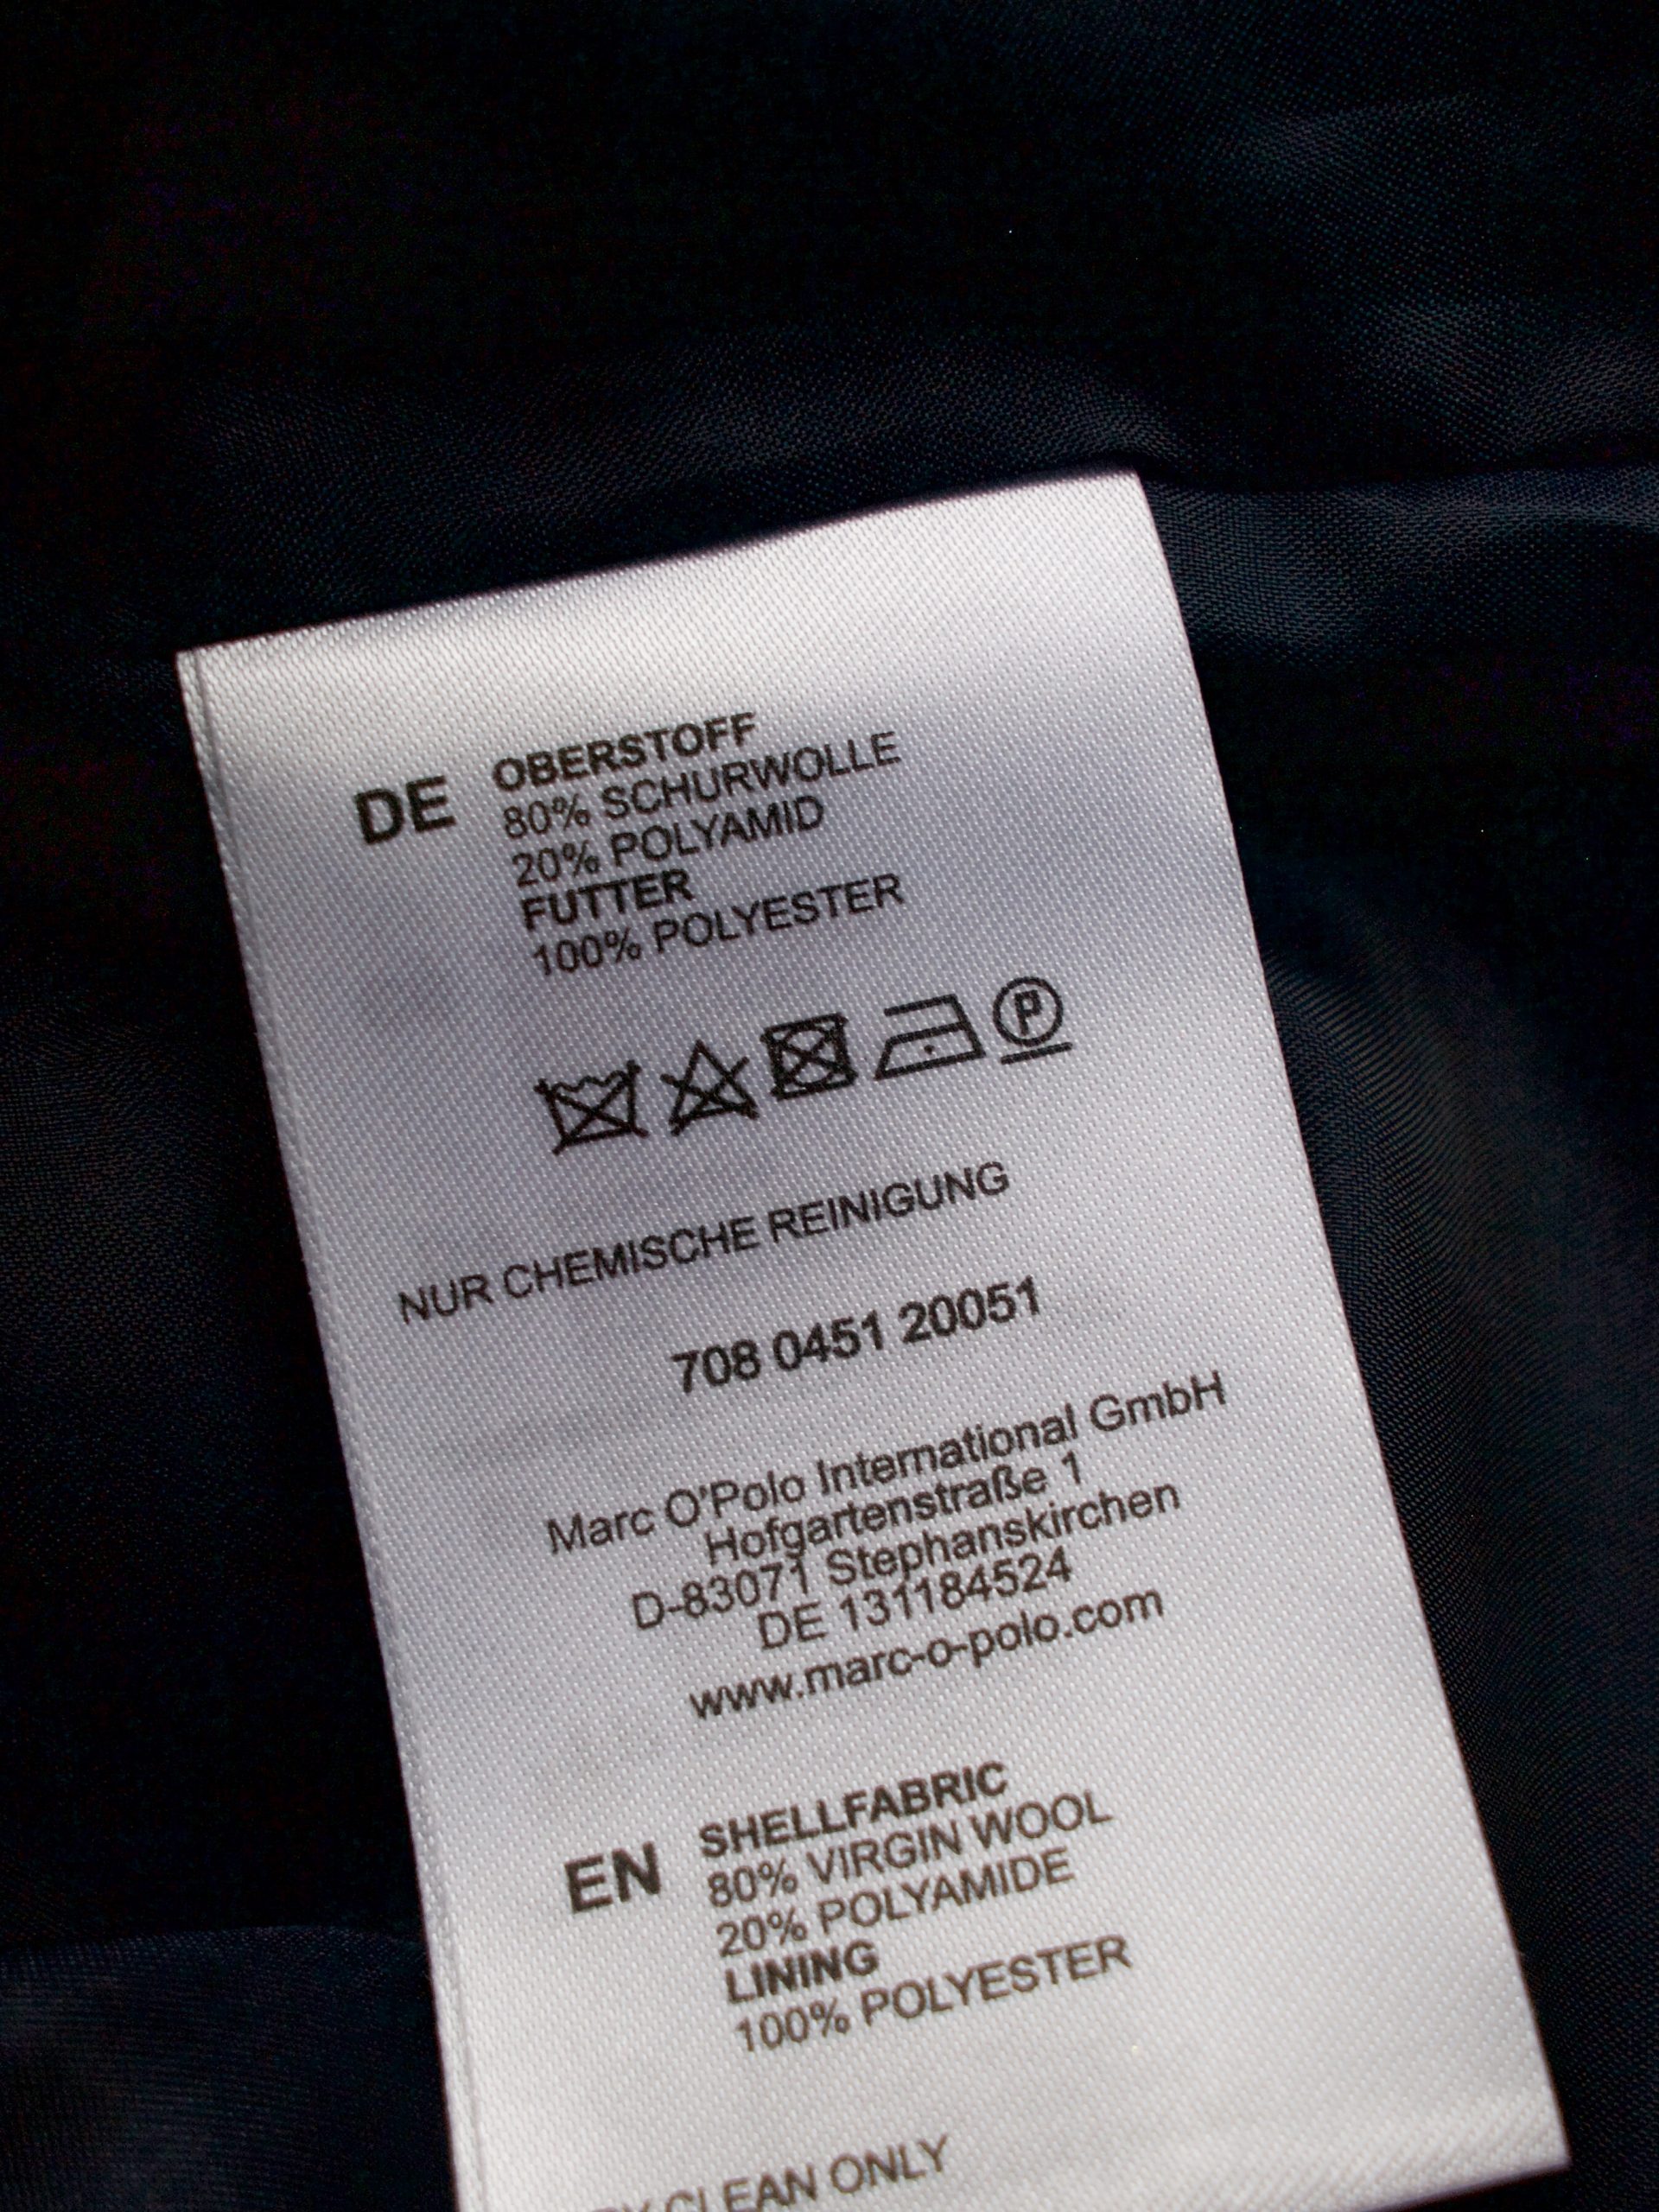 DE
OBERSTOFF
80% SCHURWOLLE
20% POLYAMID
FUTTER
100% POLYESTER
P
NUR CHEMISCHE REINIGUNG
708 0451 20051
Marc O'Polo International GmbH
Hofgartenstraße 1
D-83071 Stephanskirchen
DE 131184524
www.marc-o-polo.com
EN
SHELLFABRIC
80% VIRGIN WOOL
20% POLYAMIDE
LINING
100% POLYESTER
CLEAN ONLY